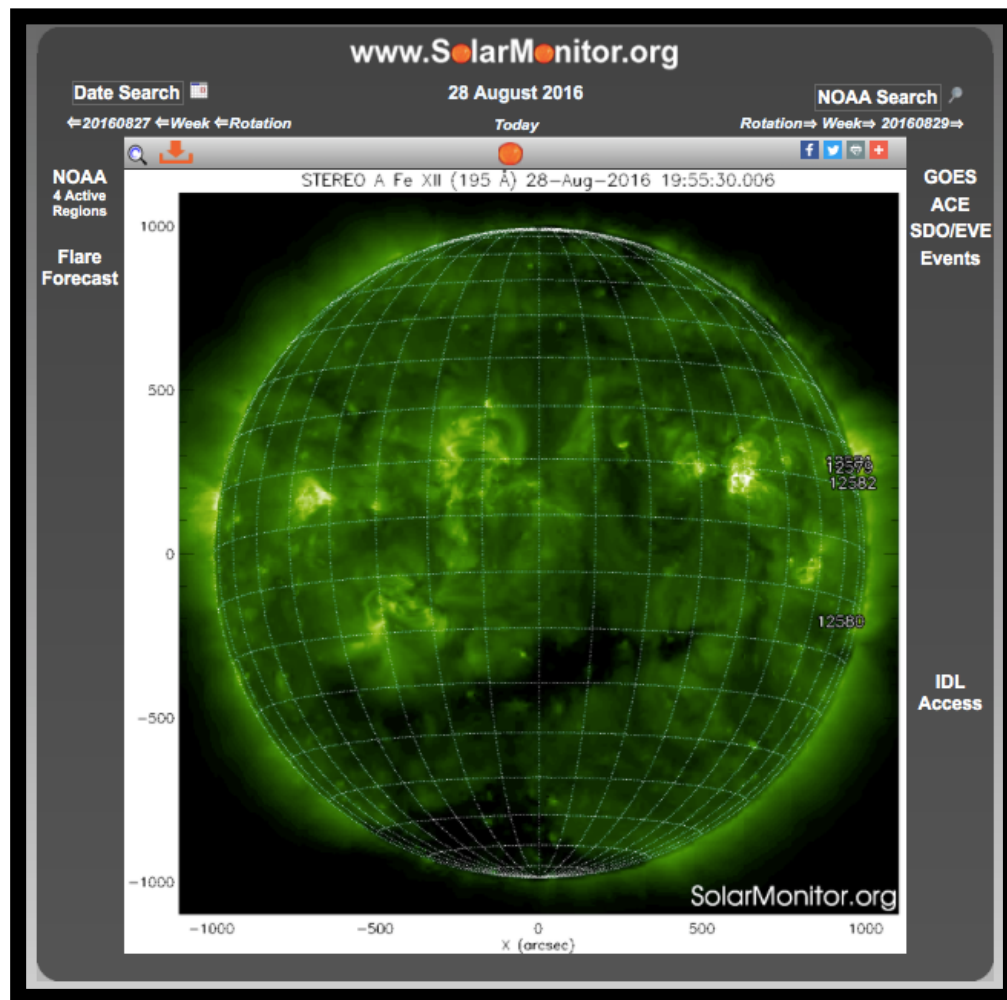 www.SolarMonitor.org
Date Search
28 August 2016
NOAA Search
⇐20160827 ⇐Week ⇐Rotation
Today
Rotation⇒ Week⇒ 20160829⇒
NOAA
4 Active
Regions
Flare
Forecast
GOES
ACE
SDO/EVE
Events
IDL
Access
STEREO A Fe XII (195 Å) 28-Aug-2016 19:55:30.006
1000
500
0
-500
-1000
12579
12582
12580
SolarMonitor.org
-1000 -500 0 500 1000
X (arcsec)